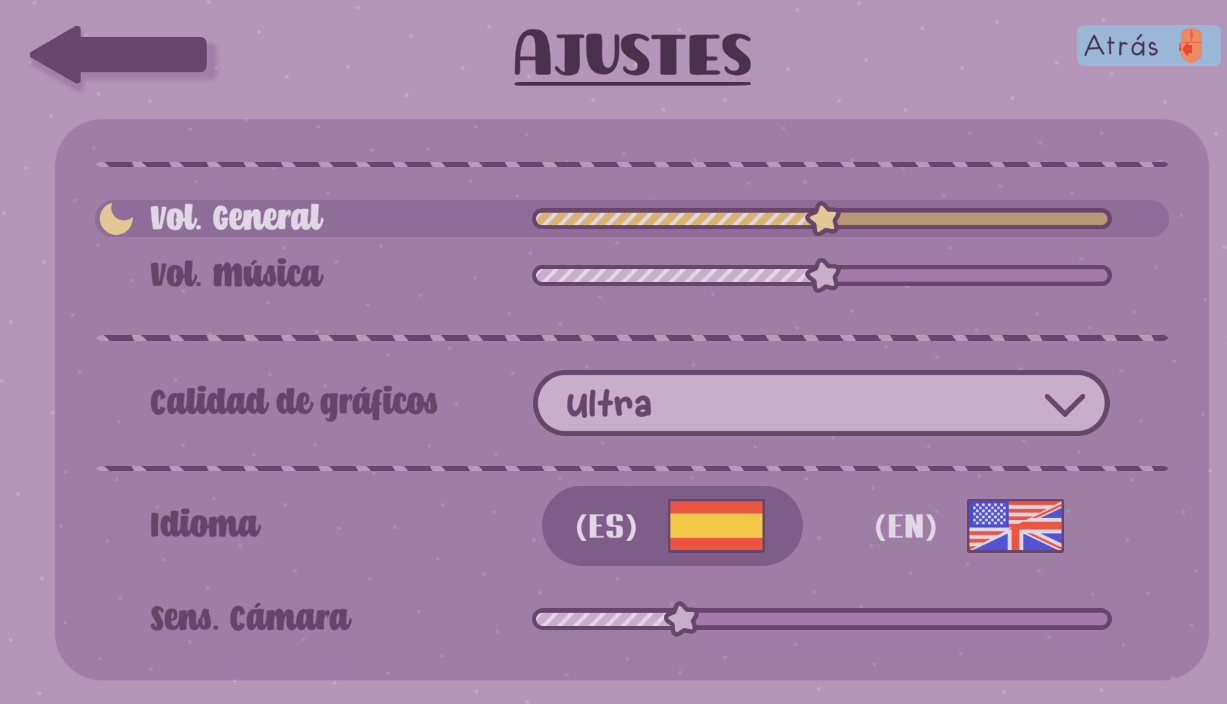 AJUSTES
Atrás
Vol. General
Vol. Música
Calidad de gráficos
Ultra
Idioma
(ES)
(EN)
Sens. Cámara